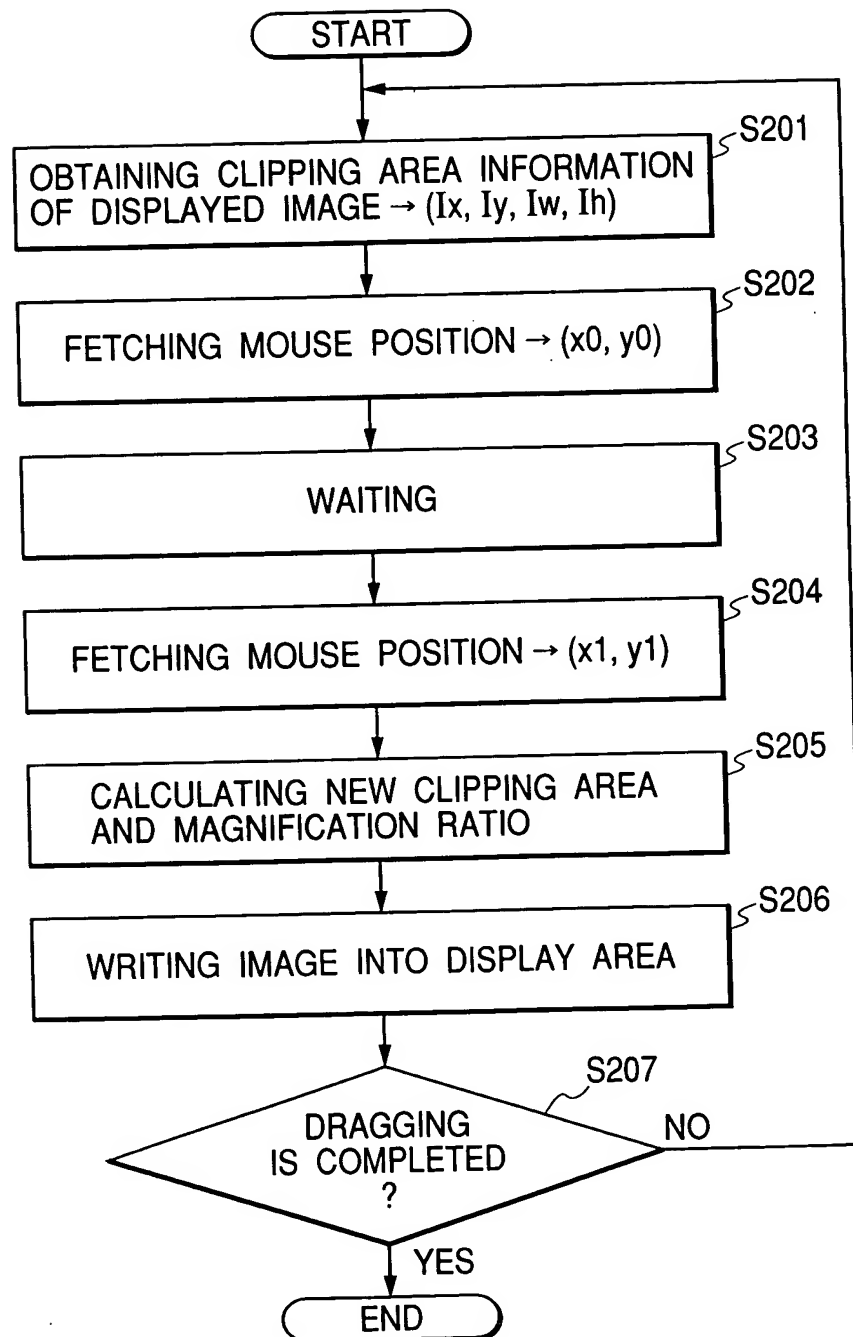 START
S201
OBTAINING CLIPPING AREA INFORMATION
OF DISPLAYED IMAGE → (Ix, Iy, Iw, Ih)
S202
FETCHING MOUSE POSITION → (x0, y0)
S203
WAITING
S204
FETCHING MOUSE POSITION → (x1, y1)
S205
CALCULATING NEW CLIPPING AREA
AND MAGNIFICATION RATIO
S206
WRITING IMAGE INTO DISPLAY AREA
S207
DRAGGING
IS COMPLETED
?
NO
YES
END